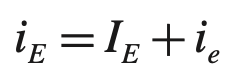 i_E = I_E + i_e